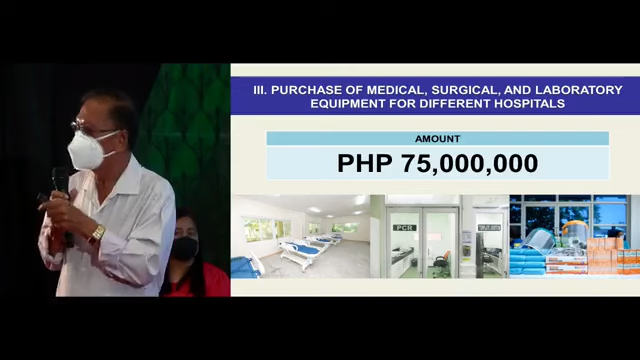 III. PURCHASE OF MEDICAL, SURGICAL, AND LABORATORY
EQUIPMENT FOR DIFFERENT HOSPITALS
AMOUNT
PHP 75,000,000
PCR